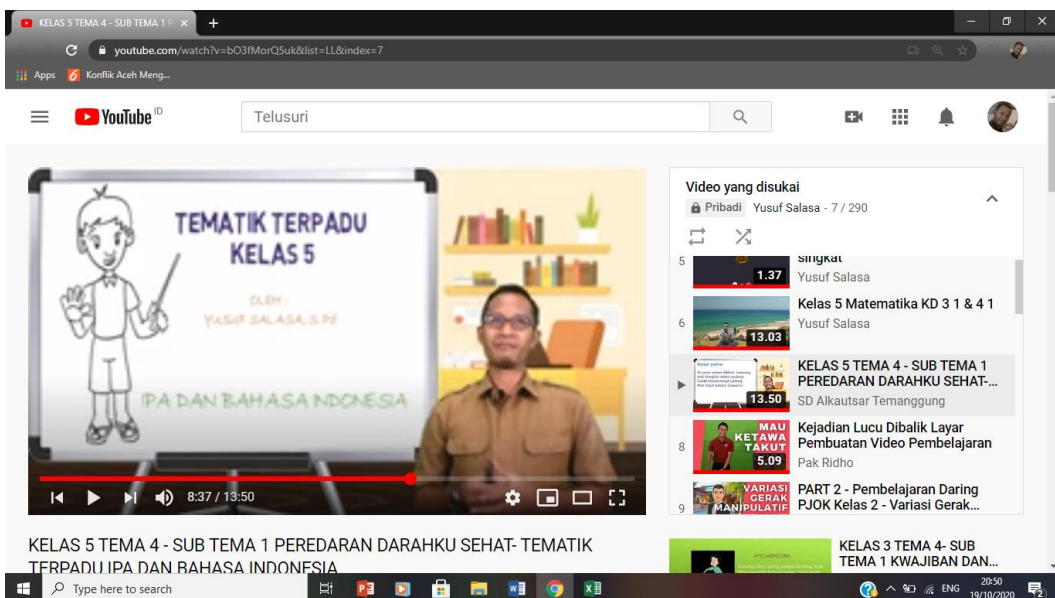 KELAS 5 TEMA 4 - SUB TEMA 1 P
youtube.com/watch?v=bO3fMorQ5uk&list=LL&index=7
Apps
Konflik Aceh Meng...
YouTube ID
Telusuri
TEMATIK TERPADU
KELAS 5
OLEH :
YUSUF SALASA, S.Pd
IPA DAN BAHASA INDONESIA
8:37 / 13:50
KELAS 5 TEMA 4 - SUB TEMA 1 PEREDARAN DARAHKU SEHAT- TEMATIK
TERPADU IPA DAN BAHASA INDONESIA
Video yang disukai
Pribadi Yusuf Salasa - 7 / 290
5
singkat
1.37
Yusuf Salasa
6
Kelas 5 Matematika KD 3 1 & 4 1
13.03
Yusuf Salasa
KELAS 5 TEMA 4 - SUB TEMA 1
PEREDARAN DARAHKU SEHAT-...
13.50
SD Alkautsar Temanggung
8
MAU
KETAWA
TAKUT
5.09
Kejadian Lucu Dibalik Layar
Pembuatan Video Pembelajaran
Pak Ridho
9
VARIASI
GERAK
MANIPULATIF
PART 2 - Pembelajaran Daring
PJOK Kelas 2 - Variasi Gerak...
AYO MENCOBA
KELAS 3 TEMA 4- SUB
TEMA 1 KWAJIBAN DAN...
Type here to search
ENG
20:50
19/10/2020